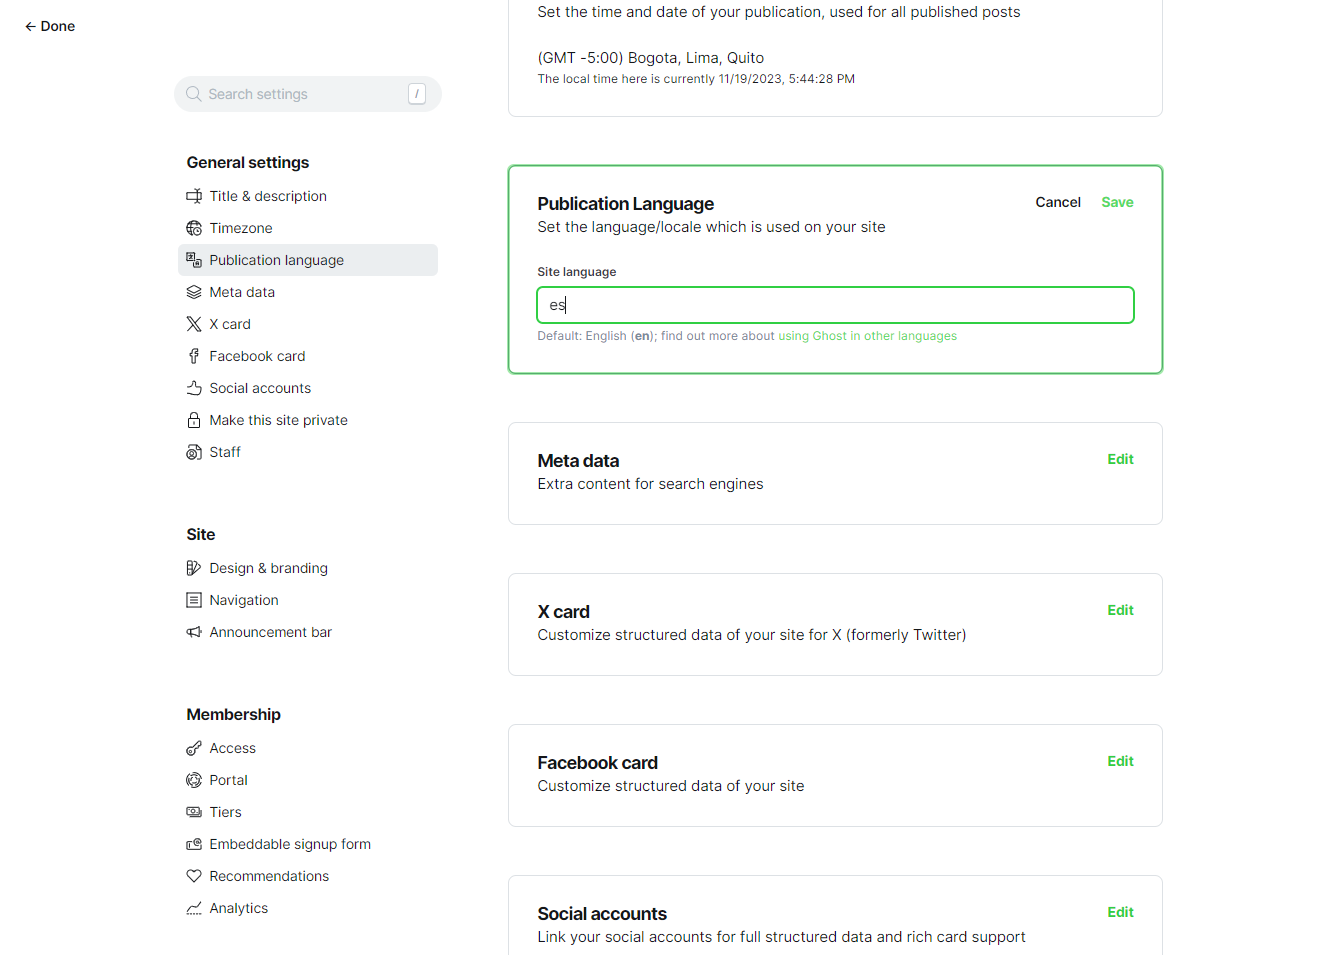 ← Done
Search settings
/
General settings
Title & description
Timezone
Publication language
Meta data
X card
Facebook card
Social accounts
Make this site private
Staff
Site
Design & branding
Navigation
Announcement bar
Membership
Access
Portal
Tiers
Embeddable signup form
Recommendations
Analytics
Set the time and date of your publication, used for all published posts
(GMT -5:00) Bogota, Lima, Quito
The local time here is currently 11/19/2023, 5:44:28 PM
Publication Language
Cancel
Save
Set the language/locale which is used on your site
Site language
es
Default: English (en); find out more about using Ghost in other languages
Meta data
Edit
Extra content for search engines
X card
Edit
Customize structured data of your site for X (formerly Twitter)
Facebook card
Edit
Customize structured data of your site
Social accounts
Edit
Link your social accounts for full structured data and rich card support